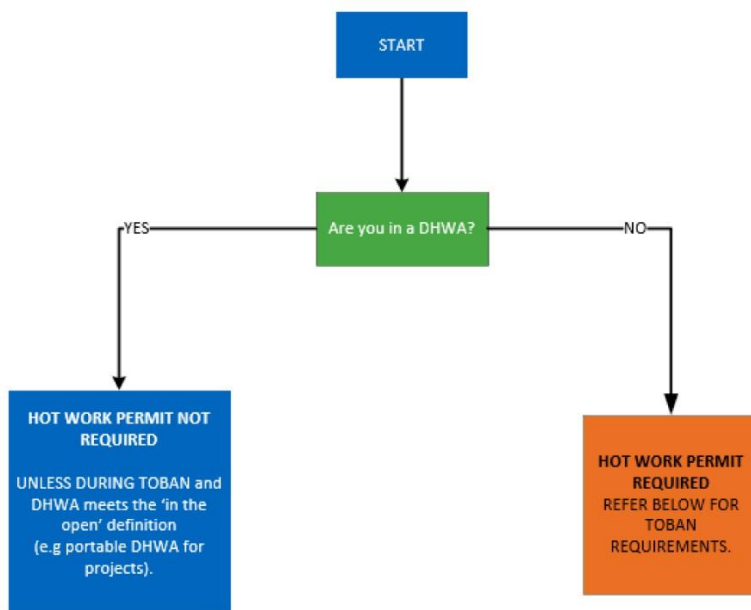 START
Are you in a DHWA?
YES
NO
HOT WORK PERMIT NOT
REQUIRED
UNLESS DURING TOBAN and
DHWA meets the ‘in the
open’ definition
(e.g portable DHWA for
projects).
HOT WORK PERMIT
REQUIRED
REFER BELOW FOR
TOBAN
REQUIREMENTS.